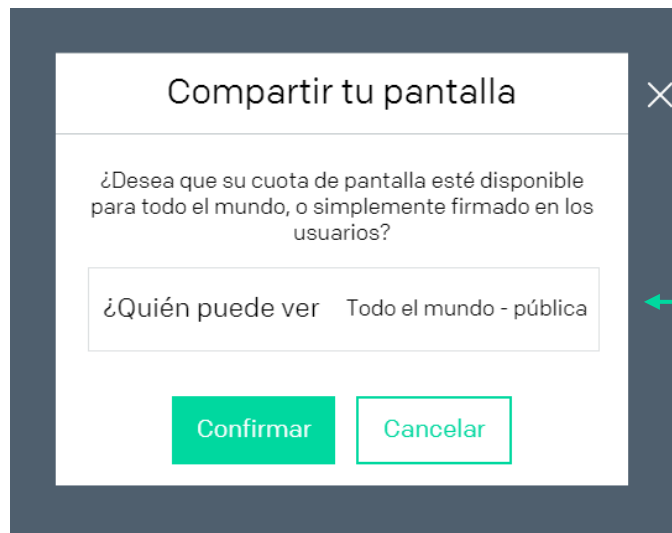 Compartir tu pantalla
¿Desea que su cuota de pantalla esté disponible
para todo el mundo, o simplemente firmado en los
usuarios?
¿Quién puede ver Todo el mundo - pública
Confirmar Cancelar